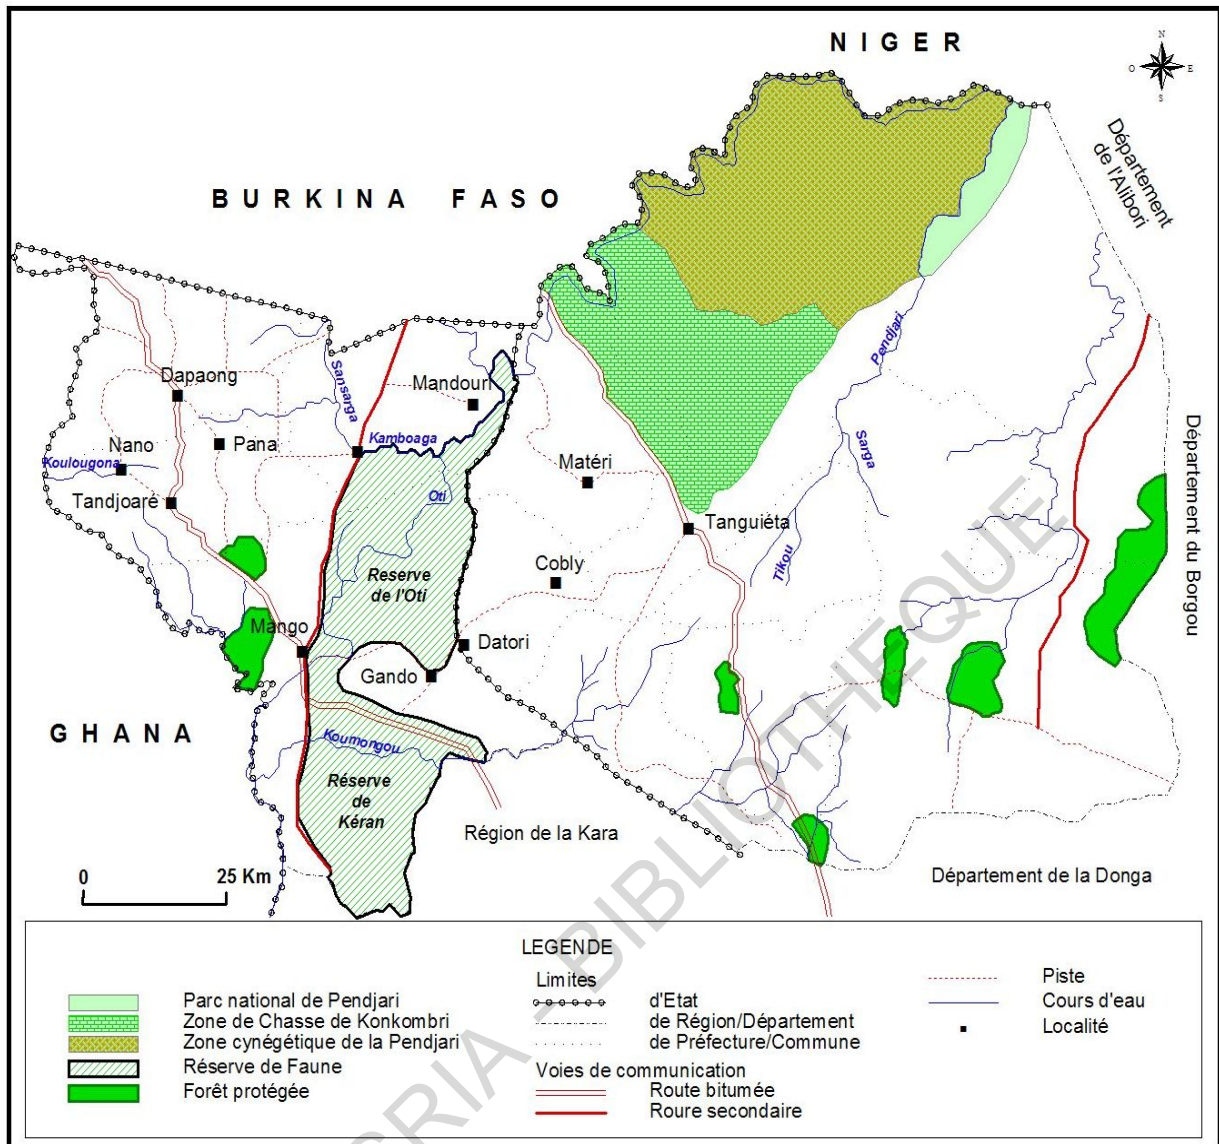 NIGER
N
O
E
S
Département
de l'Alibori
BURKINA FASO
Pendjari
Sansarga
Dapaong
Mandouri
Nano
Pana
Kamboaga
Koulougona
Matéri
Sarga
Département du Borgou
Tandjoaré
Oti
Tanguiéta
Tikou
Cobly
Reserve
de l'Oti
Mango
Datori
Gando
GHANA
Koumongou
Réserve
de
Kéran
Région de la Kara
Département de la Donga
0 25 Km
LEGENDE
Parc national de Pendjari
Zone de Chasse de Konkombri
Zone cynégétique de la Pendjari
Réserve de Faune
Forêt protégée
Limites
d'Etat
de Région/Département
de Préfecture/Commune
Voies de communication
Route bitumée
Roure secondaire
Piste
Cours d'eau
Localité
SRIA - BIBLIOTHEQUE